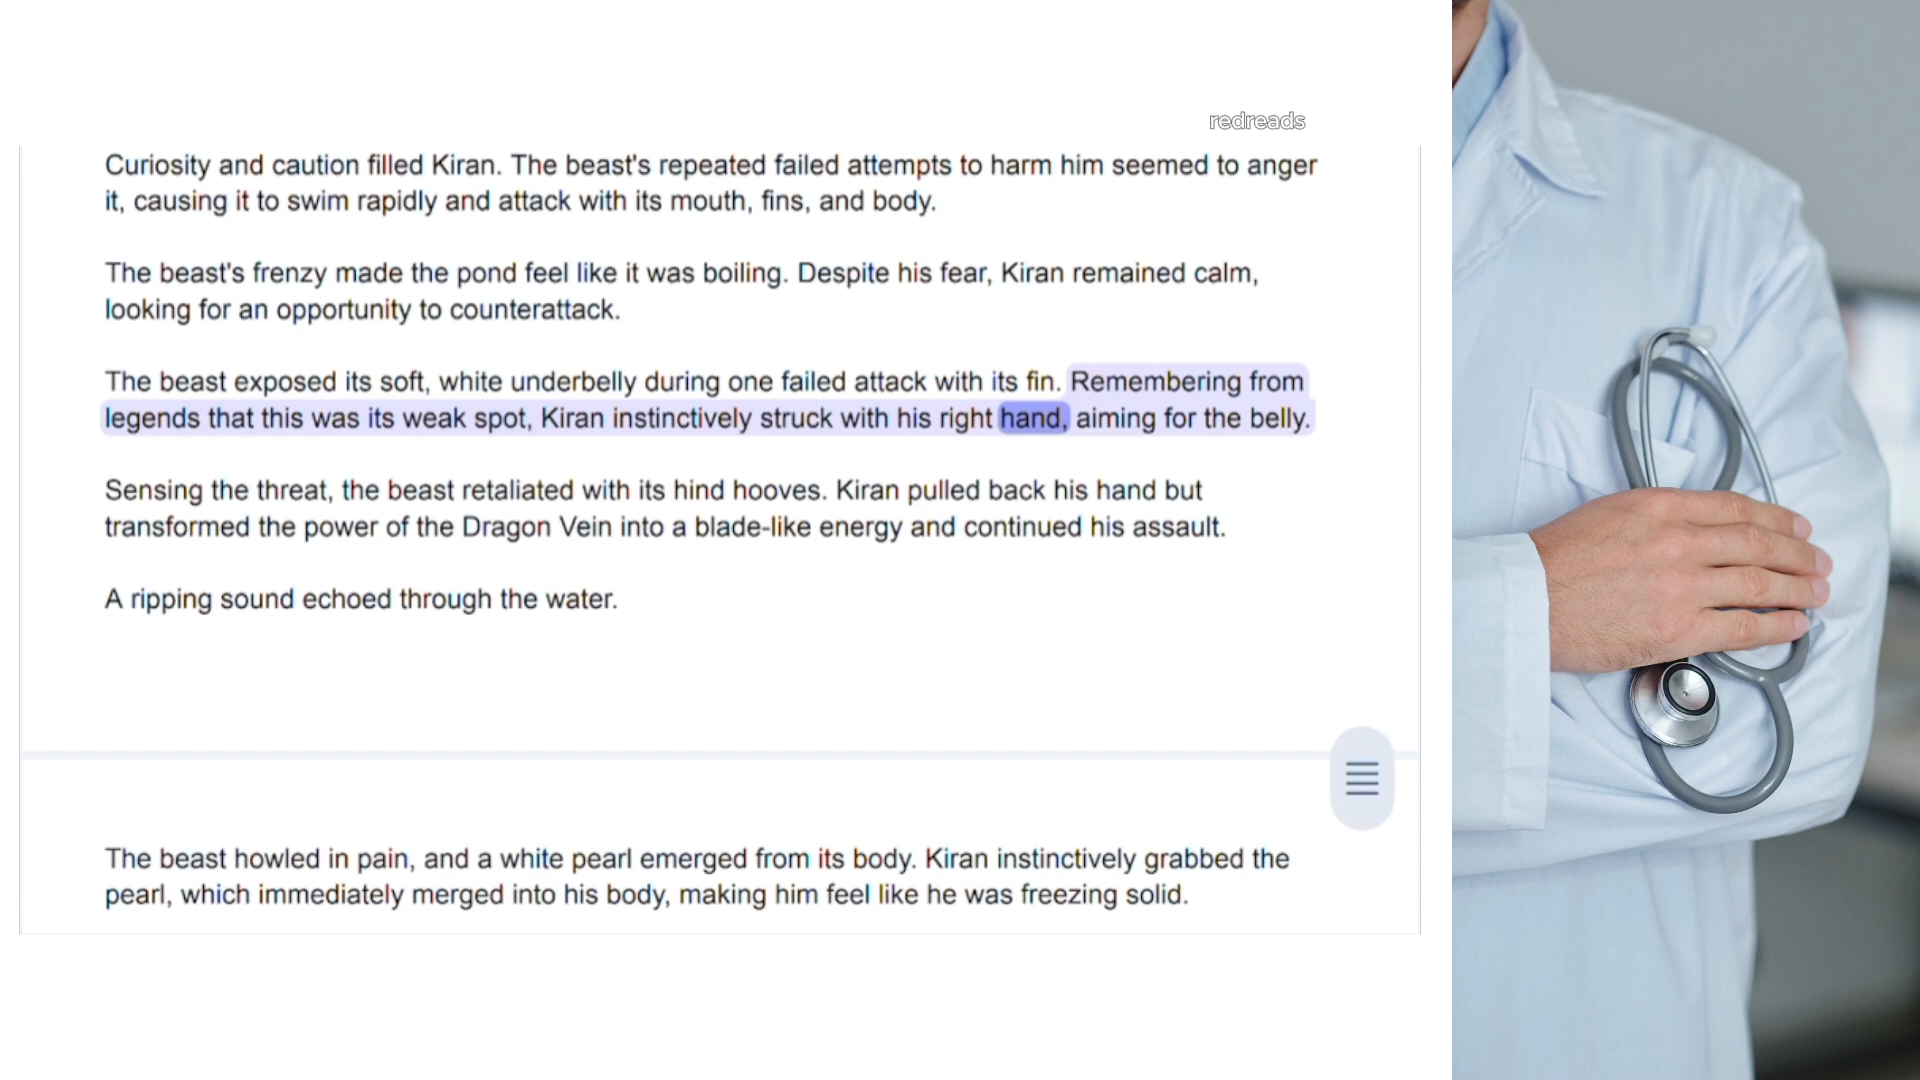 redreads
Curiosity and caution filled Kiran. The beast's repeated failed attempts to harm him seemed to anger
it, causing it to swim rapidly and attack with its mouth, fins, and body.
The beast's frenzy made the pond feel like it was boiling. Despite his fear, Kiran remained calm,
looking for an opportunity to counterattack.
The beast exposed its soft, white underbelly during one failed attack with its fin. Remembering from
legends that this was its weak spot, Kiran instinctively struck with his right hand, aiming for the belly.
Sensing the threat, the beast retaliated with its hind hooves. Kiran pulled back his hand but
transformed the power of the Dragon Vein into a blade-like energy and continued his assault.
A ripping sound echoed through the water.
The beast howled in pain, and a white pearl emerged from its body. Kiran instinctively grabbed the
pearl, which immediately merged into his body, making him feel like he was freezing solid.